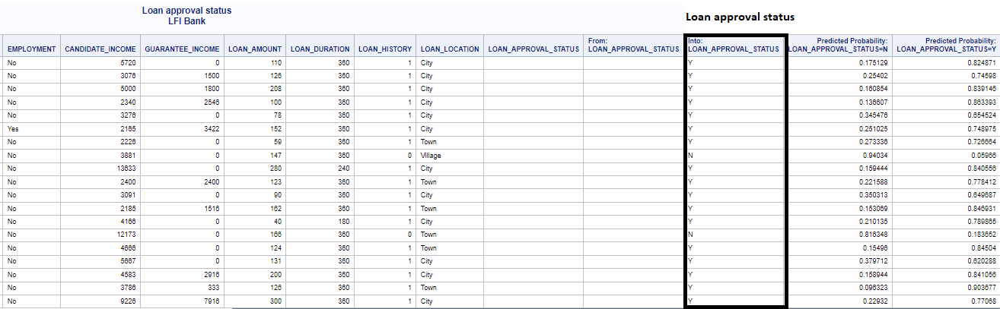 Loan approval status
LFI Bank
Loan approval status
From: Into: Predicted Probability: Predicted Probability:
EMPLOYMENT CANDIDATE_INCOME GUARANTEE_INCOME LOAN_AMOUNT LOAN_DURATION LOAN_HISTORY LOAN_LOCATION LOAN_APPROVAL_STATUS LOAN_APPROVAL_STATUS LOAN_APPROVAL_STATUS LOAN_APPROVAL_STATUS=N LOAN_APPROVAL_STATUS=Y
No 5720 0 110 360 1 City Y 0.175129 0.824871
No 3076 1500 126 360 1 City Y 0.25402 0.74598
No 5000 1800 208 360 1 City Y 0.160854 0.839146
No 2340 2546 100 360 1 City Y 0.136607 0.863393
No 3276 0 78 360 1 City Y 0.345476 0.654524
Yes 2165 3422 152 360 1 City Y 0.251025 0.748975
No 2226 0 59 360 1 Town Y 0.273336 0.726664
No 3881 0 147 360 0 Village N 0.94034 0.05966
No 13633 0 280 240 1 City Y 0.159444 0.840556
No 2400 2400 123 360 1 Town Y 0.221588 0.778412
No 3091 0 90 360 1 City Y 0.350313 0.649687
No 2185 1516 162 360 1 Town Y 0.153069 0.846931
No 4166 0 40 180 1 City Y 0.210135 0.789865
No 12173 0 166 360 0 Town N 0.816348 0.183652
No 4666 0 124 360 1 Town Y 0.15496 0.84504
No 5667 0 131 360 1 City Y 0.379712 0.620288
No 4583 2916 200 360 1 City Y 0.158944 0.841056
No 3786 333 126 360 1 Town Y 0.096323 0.903677
No 9226 7916 300 360 1 City Y 0.22932 0.77068